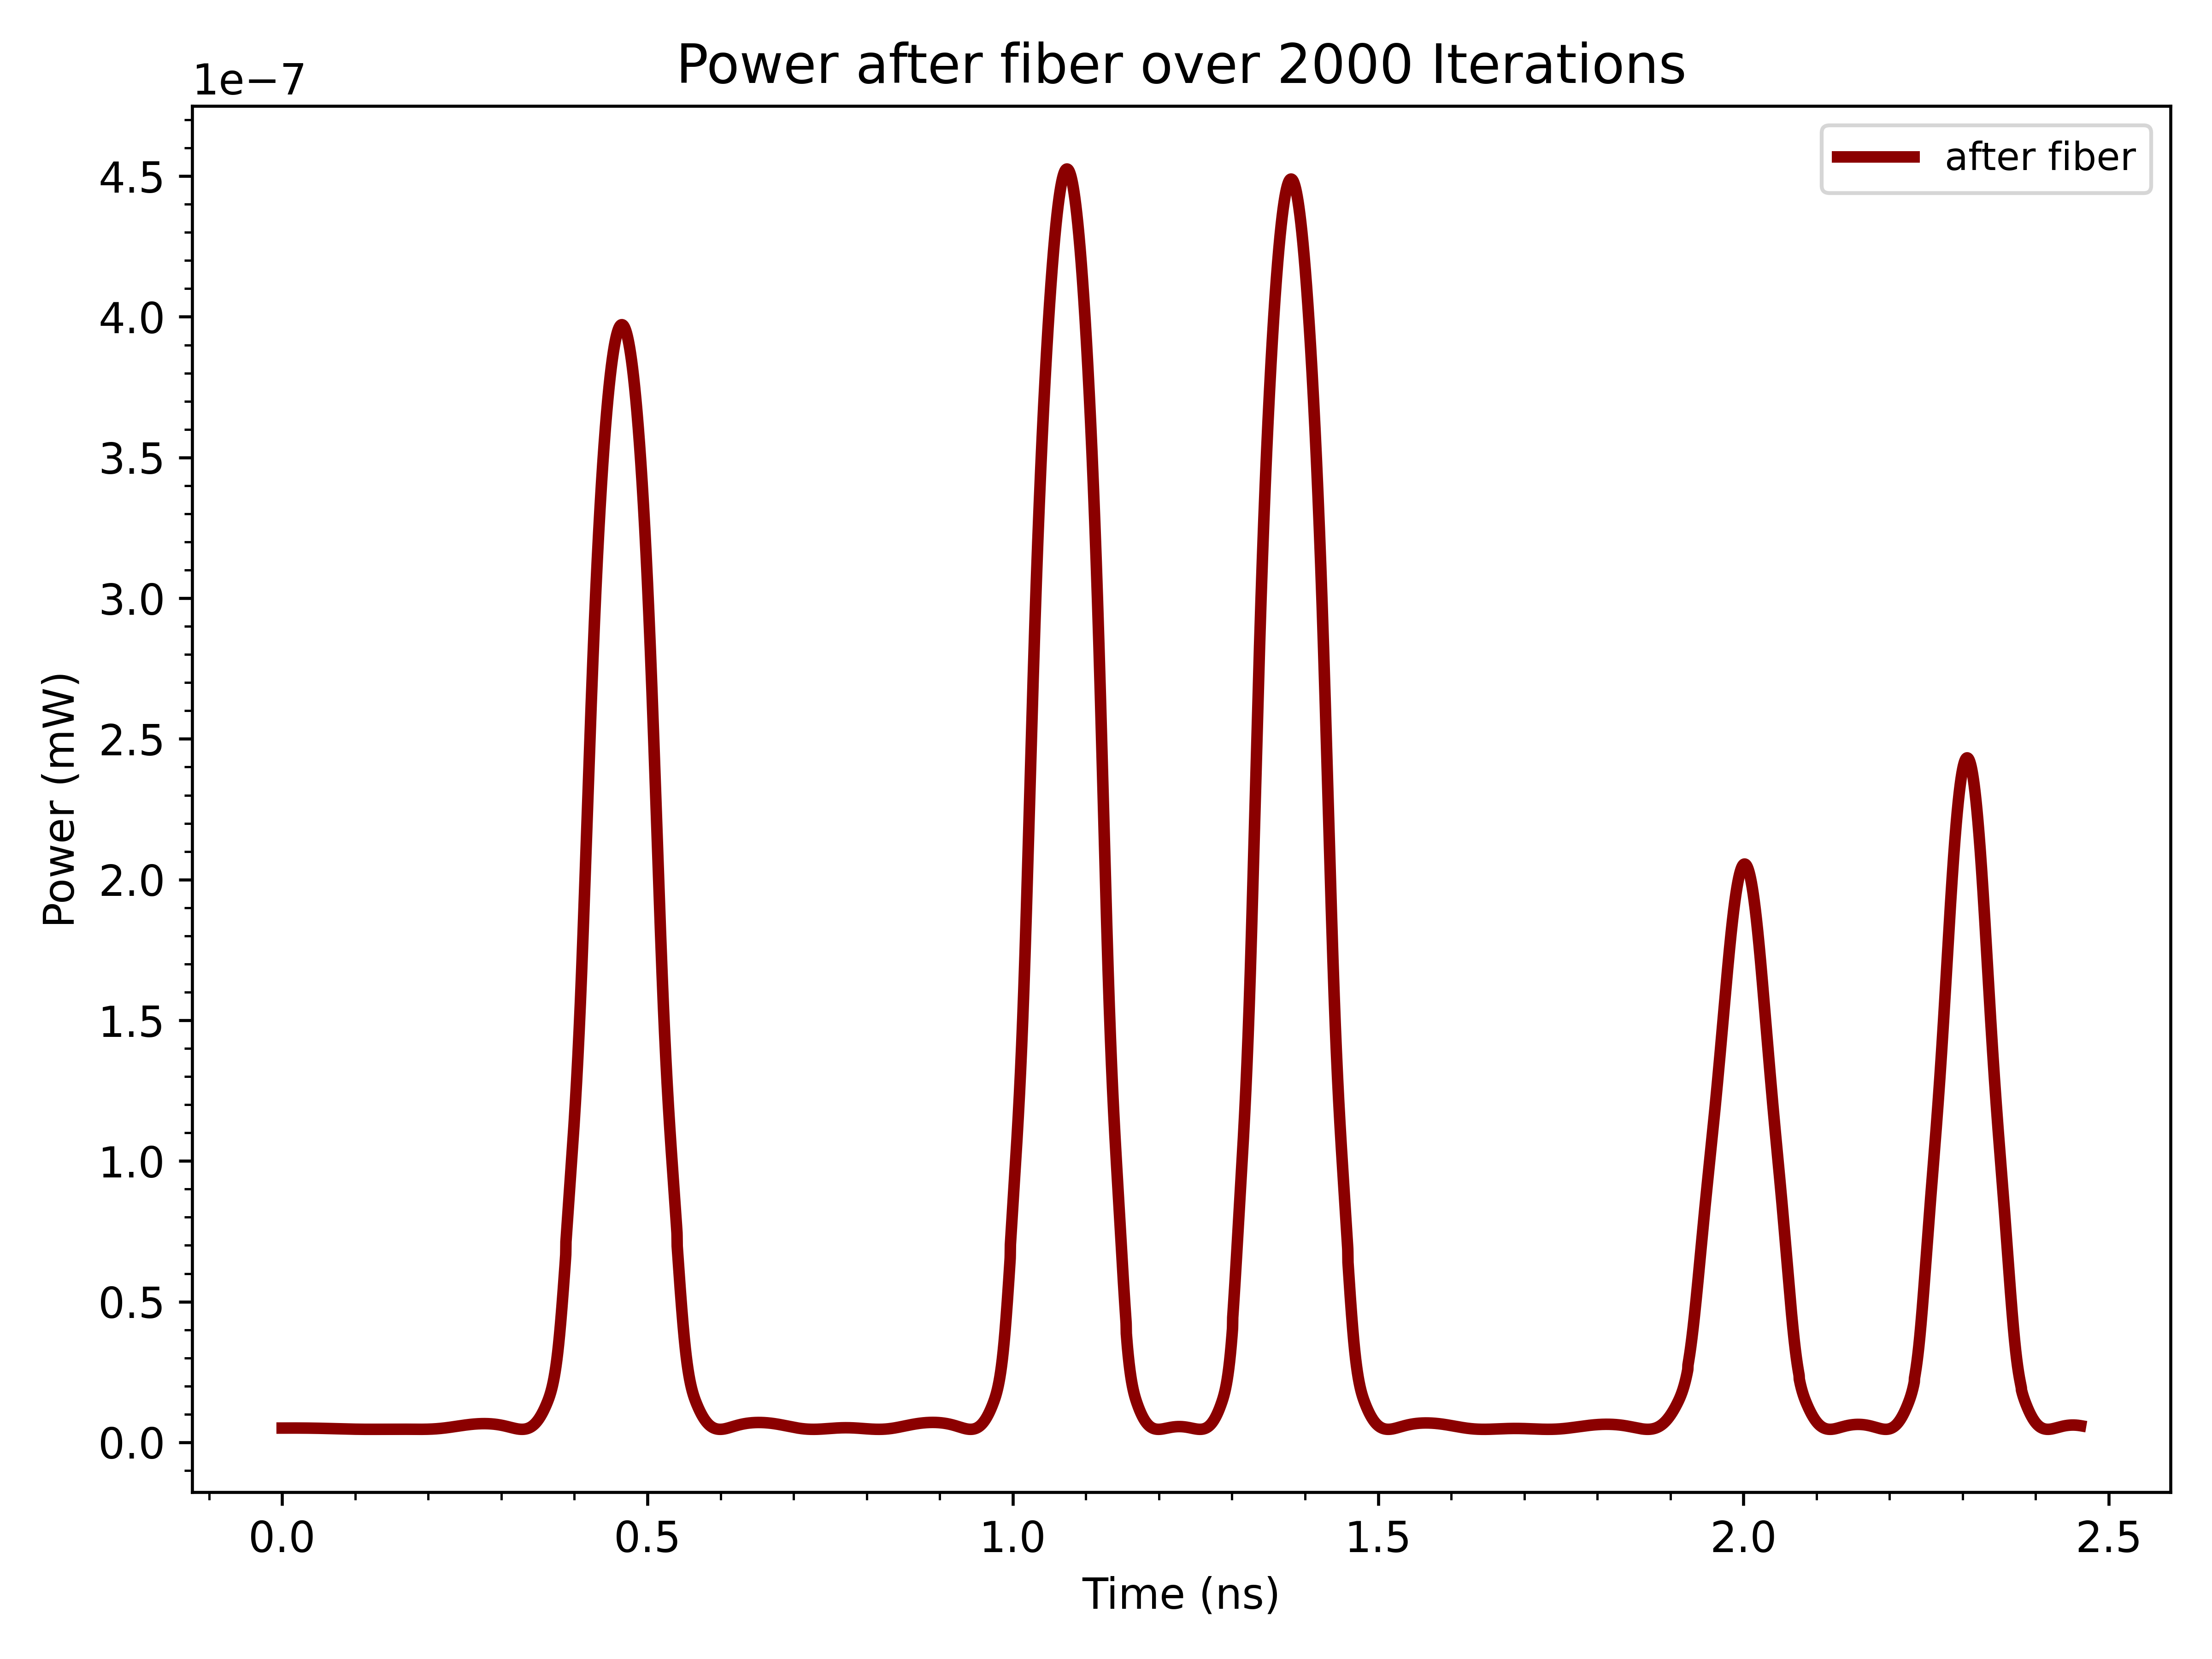 Power after fiber over 2000 Iterations
1e−7
after fiber
4.5
4.0
3.5
3.0
2.5
2.0
1.5
1.0
0.5
0.0
Power (mW)
0.0 0.5 1.0 1.5 2.0 2.5
Time (ns)